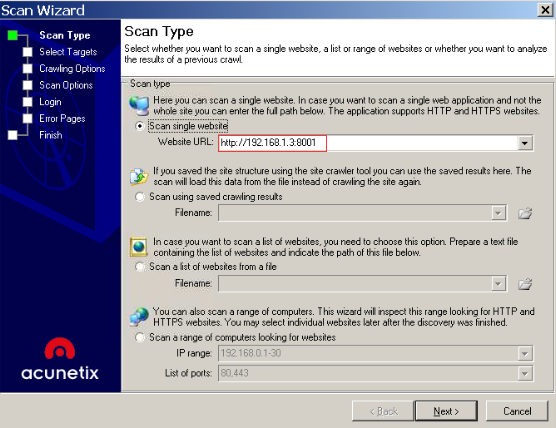 Scan Wizard
Scan Type
Select Targets
Crawling Options
Scan Options
Login
Error Pages
Finish
acunetix
Scan Type
Select whether you want to scan a single website, a list or range of websites or whether you want to analyze
the results of a previous crawl.
Scan type
Here you can scan a single website. In case you want to scan a single web application and not the
whole site you can enter the full path below. The application supports HTTP and HTTPS websites.
Scan single website
Website URL: http://192.168.1.3:8001
If you saved the site structure using the site crawler tool you can use the saved results here. The
scan will load this data from the file instead of crawling the site again.
Scan using saved crawling results
Filename:
In case you want to scan a list of websites, you need to choose this option. Prepare a text file
containing the list of websites and indicate the path of this file below.
Scan a list of websites from a file
Filename:
You can also scan a range of computers. This wizard will inspect this range looking for HTTP and
HTTPS websites. You may select individual websites later after the discovery was finished.
Scan a range of computers looking for websites
IP range: 192.168.0.1-30
List of ports: 80,443
< Back Next > Cancel